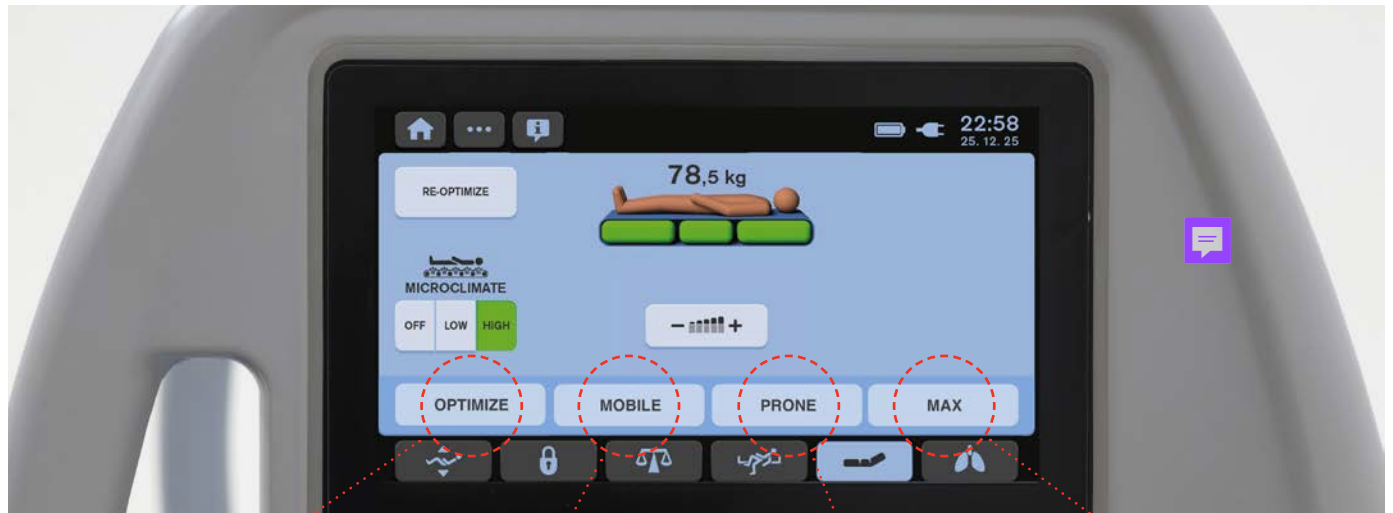 22:58
25. 12. 25
RE-OPTIMIZE
78,5 kg
MICROCLIMATE
OFF LOW HIGH
- +
OPTIMIZE MOBILE PRONE MAX